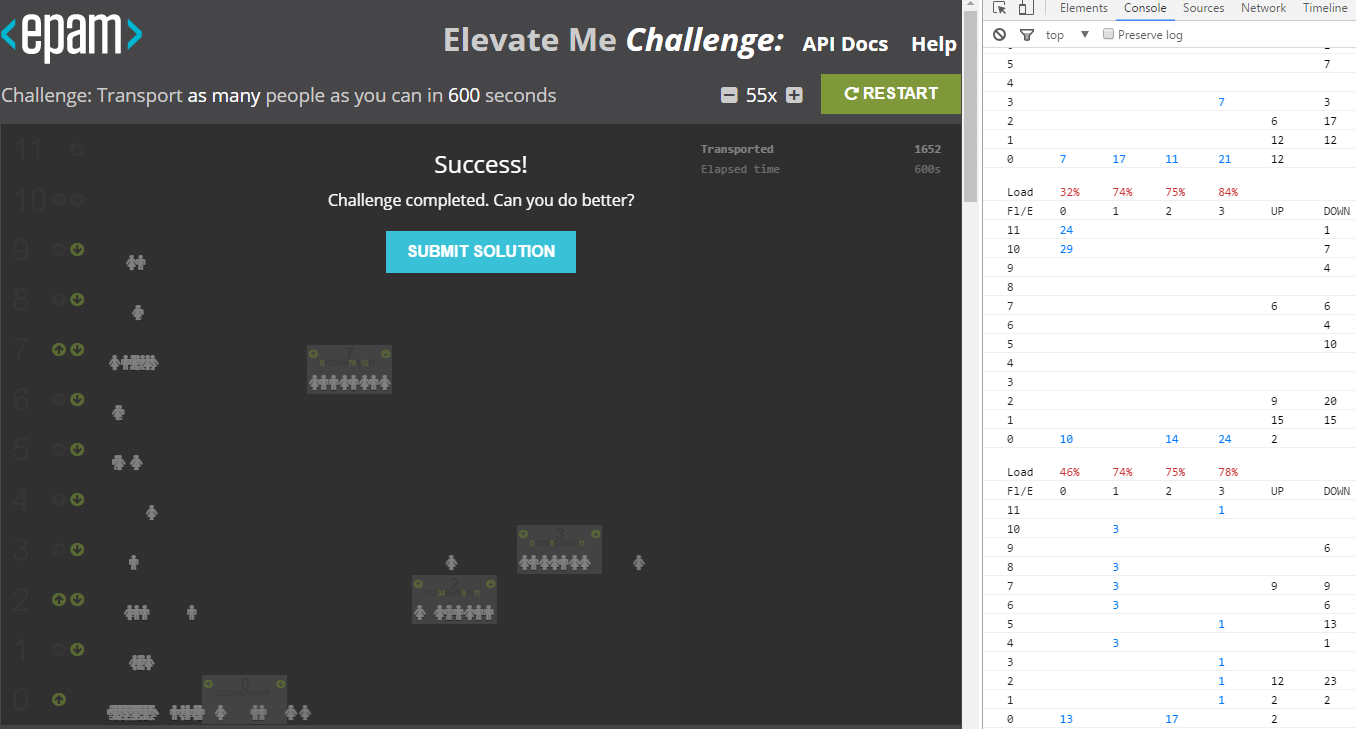 <epam>
Elevate Me Challenge: API Docs Help
Challenge: Transport as many people as you can in 600 seconds
55x
RESTART
Success!
Challenge completed. Can you do better?
SUBMIT SOLUTION
Transported 1652
Elapsed time 600s
11
10
9
8
7
6
5
4
3
2
1
0
7
3
2
0
Elements Console Sources Network Timeline
top ▼ Preserve log
5 7
4
3 7 3
2 6 17
1 12 12
0 7 17 11 21 12
Load 32% 74% 75% 84%
Fl/E 0 1 2 3 UP DOWN
11 24 1
10 29 7
9 4
8
7 6 6
6 4
5 10
4
3
2 9 20
1 15 15
0 10 14 24 2
Load 46% 74% 75% 78%
Fl/E 0 1 2 3 UP DOWN
11 1
10 3
9 6
8 3
7 3 9 9
6 3 6
5 1 13
4 3 1
3 1
2 1 12 23
1 1 2 2
0 13 17 2